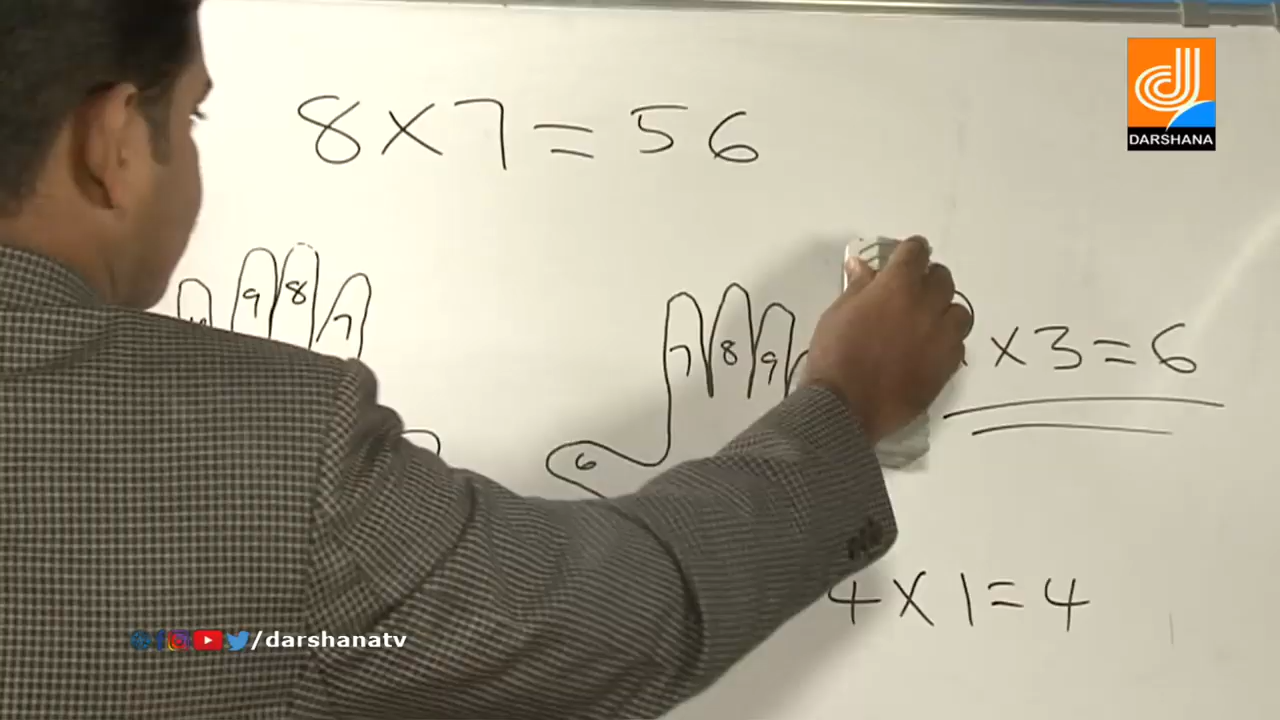 DARSHANA
8 × 7 = 56
9 8 7
7 8 9
6
× 3 = 6
4 × 1 = 4
/darshanatv